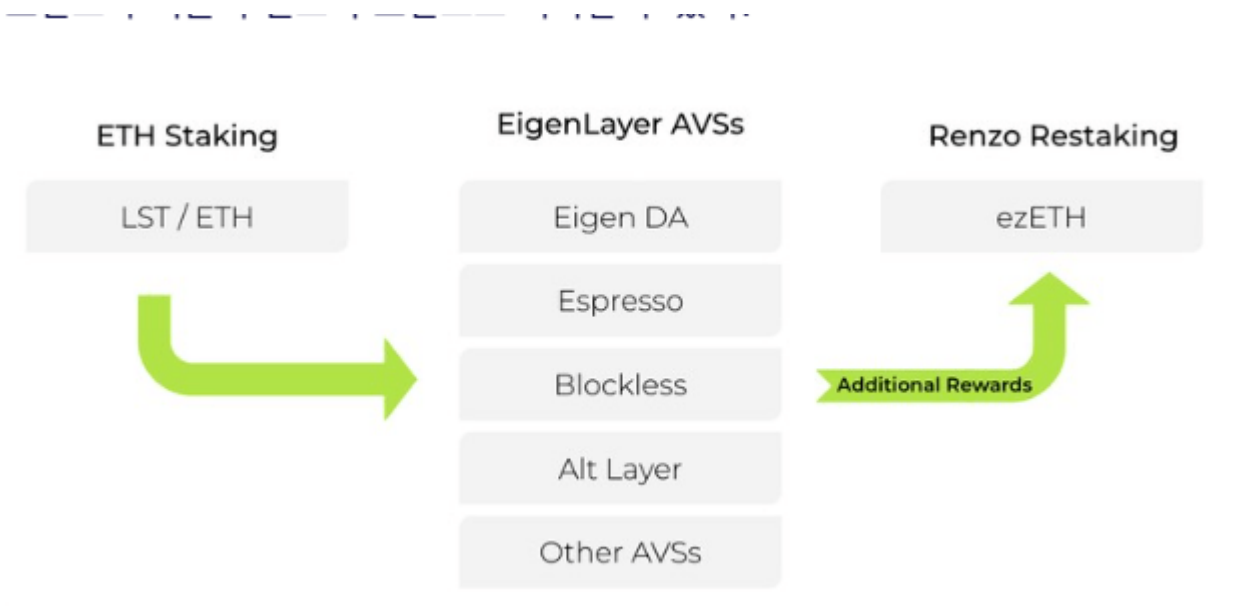 ETH Staking
LST / ETH
EigenLayer AVSs
Eigen DA
Espresso
Blockless
Alt Layer
Other AVSs
Additional Rewards
Renzo Restaking
ezETH